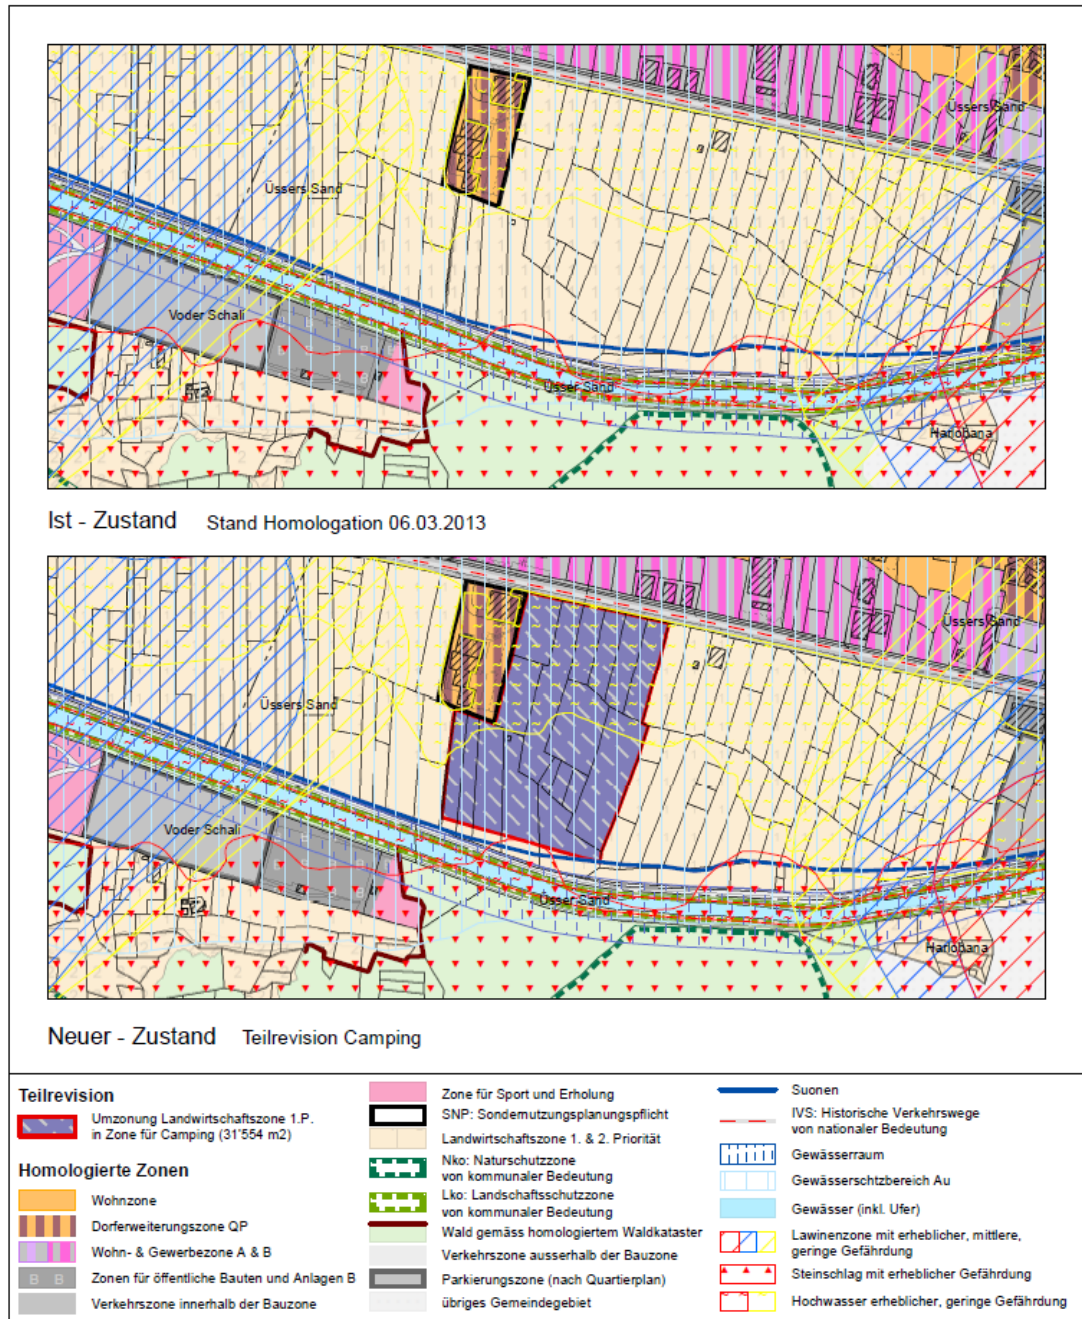 Üssers Sand
Üssers Sand
Voder Schali
B
B
Üsser Sand
Hariobana
Ist - Zustand Stand Homologation 06.03.2013
Üssers Sand
Üssers Sand
Voder Schali
B
B
Üsser Sand
Hariobana
Neuer - Zustand Teilrevision Camping
Teilrevision
Umzonung Landwirtschaftszone 1.P.
in Zone für Camping (31'554 m2)
Homologierte Zonen
Wohnzone
Dorferweiterungszone QP
Wohn- & Gewerbezone A & B
B B Zonen für öffentliche Bauten und Anlagen B
Verkehrszone innerhalb der Bauzone
Zone für Sport und Erholung
SNP: Sondernutzungsplanungspflicht
Landwirtschaftszone 1. & 2. Priorität
Nko: Naturschutzzone
von kommunaler Bedeutung
Lko: Landschaftsschutzzone
von kommunaler Bedeutung
Wald gemäss homologiertem Waldkataster
Verkehrszone ausserhalb der Bauzone
Parkierungszone (nach Quartierplan)
übriges Gemeindegebiet
Suonen
IVS: Historische Verkehrswege
von nationaler Bedeutung
Gewässerraum
Gewässerschtzbereich Au
Gewässer (inkl. Ufer)
Lawinenzone mit erheblicher, mittlere,
geringe Gefährdung
Steinschlag mit erheblicher Gefährdung
Hochwasser erheblicher, geringe Gefährdung